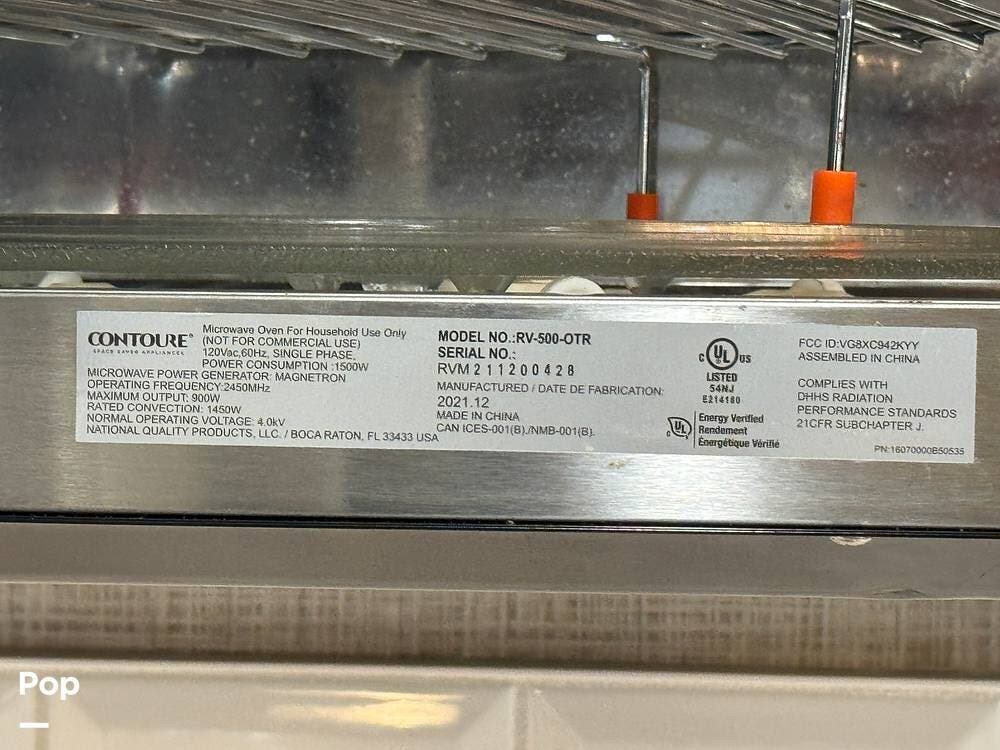 CONTOURE®
SPACE SAVER APPLIANCES
Microwave Oven For Household Use Only
(NOT FOR COMMERCIAL USE)
120Vac,60Hz, SINGLE PHASE,
POWER CONSUMPTION :1500W
MICROWAVE POWER GENERATOR: MAGNETRON
OPERATING FREQUENCY:2450MHz
MAXIMUM OUTPUT: 900W
RATED CONVECTION: 1450W
NORMAL OPERATING VOLTAGE: 4.0kV
NATIONAL QUALITY PRODUCTS, LLC. / BOCA RATON, FL 33433 USA
MODEL NO.:RV-500-OTR
SERIAL NO.:
RVM 211200428
MANUFACTURED / DATE DE FABRICATION:
2021.12
MADE IN CHINA
CAN ICES-001(B)./NMB-001(B).
C UL US
LISTED
54NJ
E214180
UL
Energy Verified
Rendement
Énergétique Vérifié
FCC ID:VG8XC942KYY
ASSEMBLED IN CHINA
COMPLIES WITH
DHHS RADIATION
PERFORMANCE STANDARDS
21CFR SUBCHAPTER J.
PN:16070000B50535
Pop